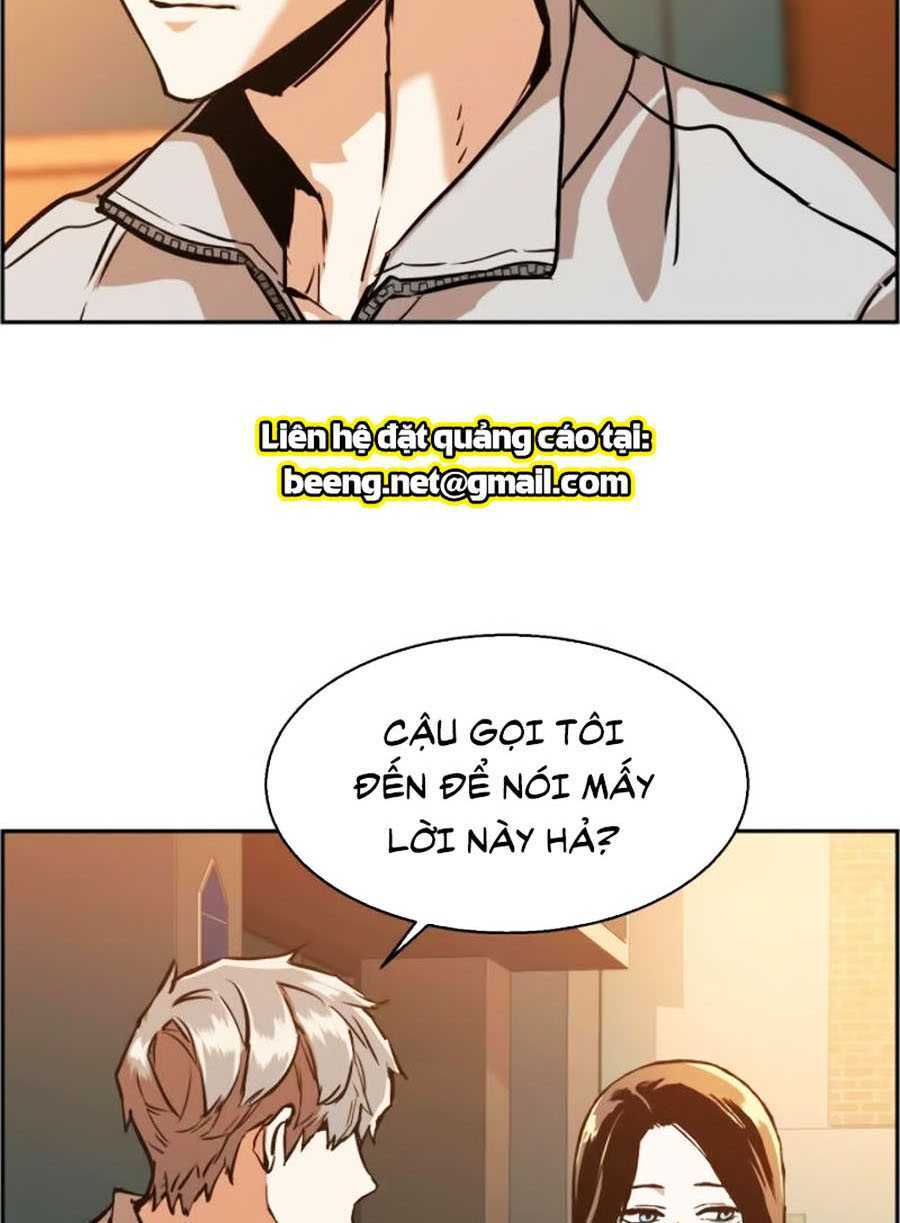 Liên hệ đặt quảng cáo tại:
beeng.net@gmail.com
CẬU GỌI TÔI
ĐẾN ĐỂ NÓI MẤY
LỜI NÀY HẢ?